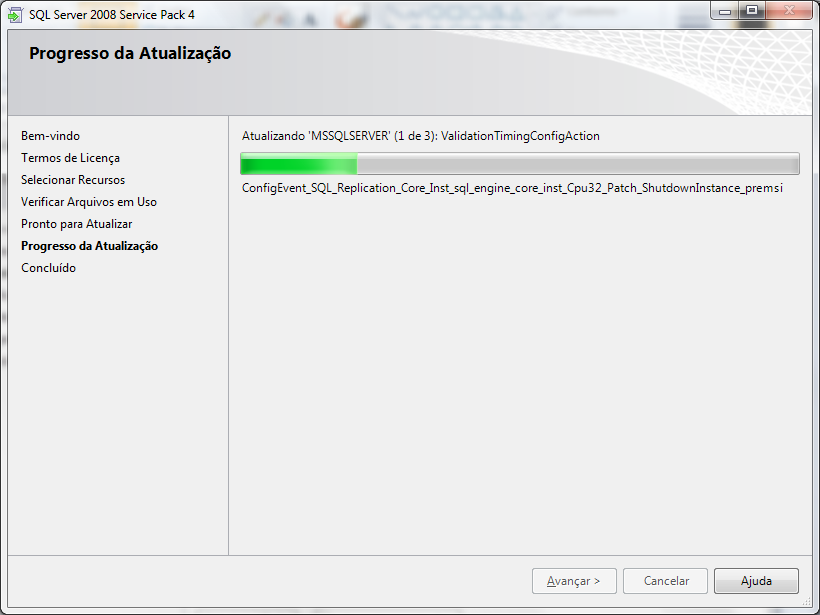 SQL Server 2008 Service Pack 4
Progresso da Atualização
Bem-vindo
Termos de Licença
Selecionar Recursos
Verificar Arquivos em Uso
Pronto para Atualizar
Progresso da Atualização
Concluído
Atualizando 'MSSQLSERVER' (1 de 3): ValidationTimingConfigAction
ConfigEvent_SQL_Replication_Core_Inst_sql_engine_core_inst_Cpu32_Patch_ShutdownInstance_premsi
Avançar >
Cancelar
Ajuda